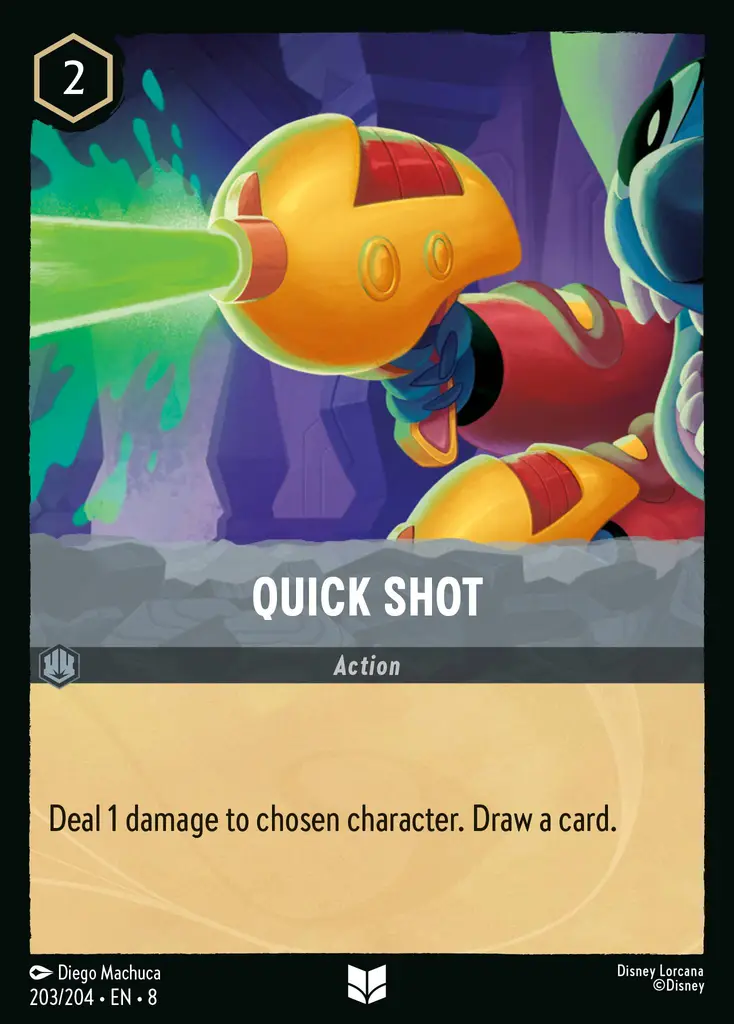 2
QUICK SHOT
Action
Deal 1 damage to chosen character. Draw a card.
Diego Machuca
203/204 • EN • 8
Disney Lorcana
©Disney